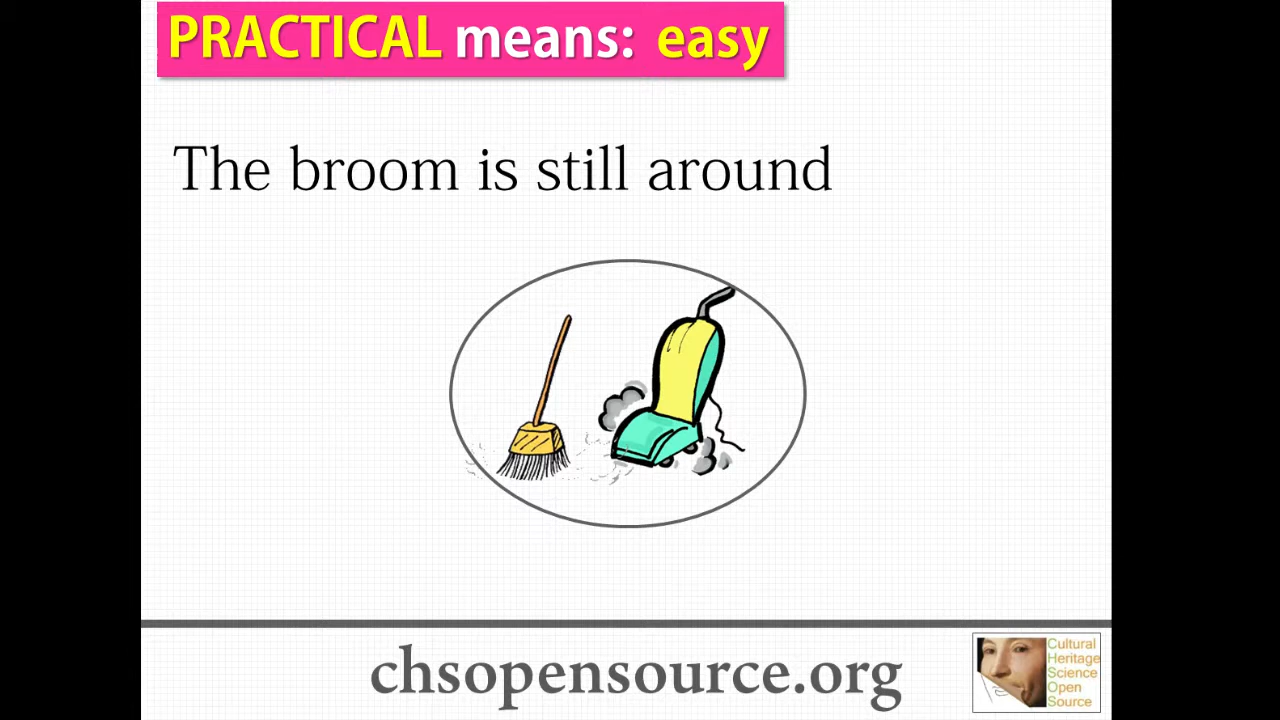 PRACTICAL means: easy
The broom is still around
chsopensource.org
Cultural
Heritage
Science
Open
Source